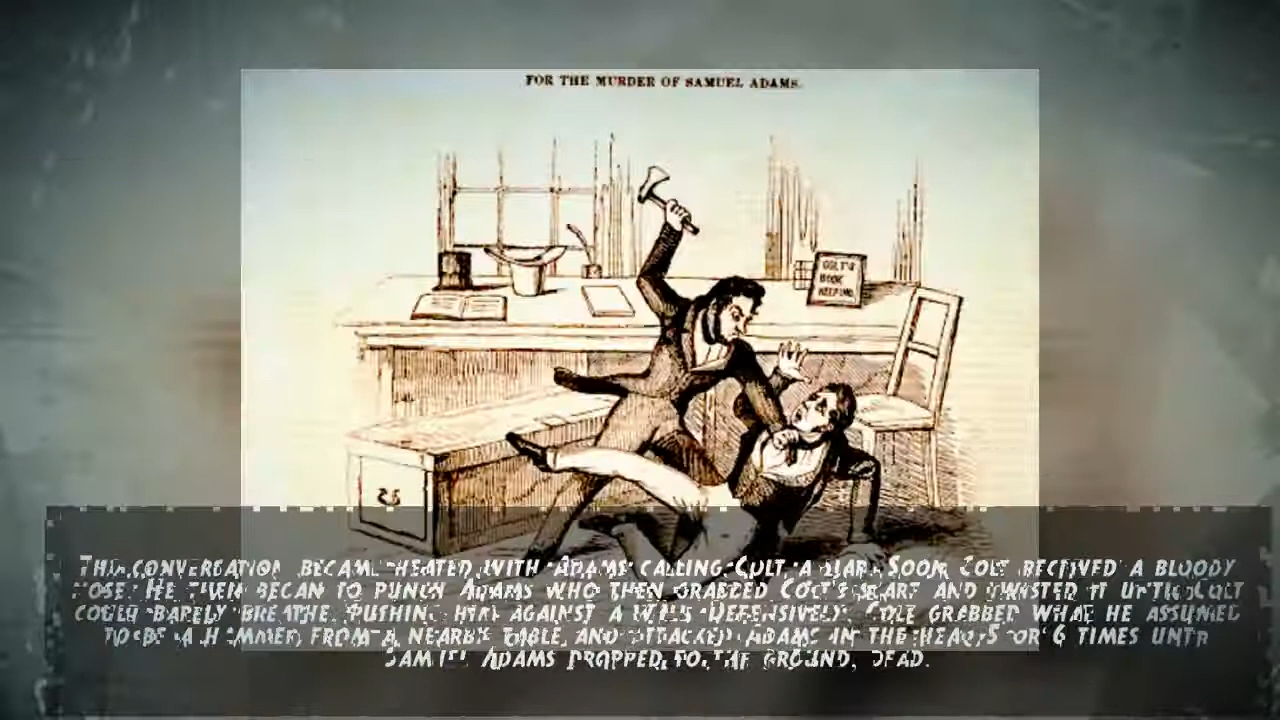 FOR THE MURDER OF SAMUEL ADAMS.
COLT'S
BOOK
KEEPING
THIS CONVERSATION BECAME HEATED WITH ADAMS CALLING COLT A LIAR. SOON COLT RECEIVED A BLOODY
NOSE. HE THEN BEGAN TO PUNCH ADAMS WHO THEN GRABBED COLT'S SCARF AND TWISTED IT UNTIL COLT
COULD BARELY BREATHE, PUSHING HIM AGAINST A WALL. DEFENSIVELY, COLT GRABBED WHAT HE ASSUMED
TO BE A HAMMER FROM A NEARBY TABLE, AND ATTACKED ADAMS IN THE HEAD 5 OR 6 TIMES UNTIL
SAMUEL ADAMS DROPPED TO THE GROUND, DEAD.